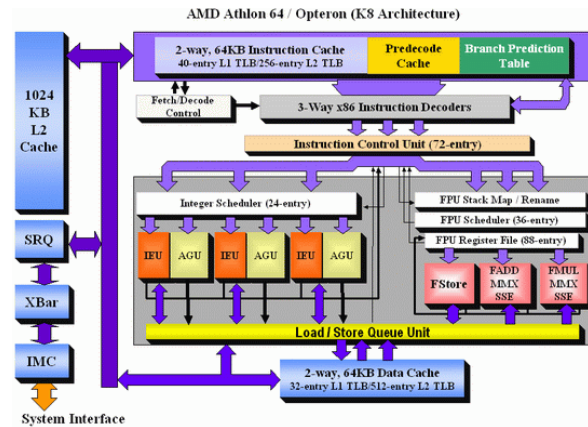 AMD Athlon 64 / Opteron (K8 Architecture)
2-way, 64KB Instruction Cache
40-entry L1 TLB/256-entry L2 TLB
Predecode
Cache
Branch Prediction
Table
1024
KB
L2
Cache
Fetch/Decode
Control
3-Way x86 Instruction Decoders
Instruction Control Unit (72-entry)
Integer Scheduler (24-entry)
FPU Stack Map / Rename
FPU Scheduler (36-entry)
FPU Register File (88-entry)
SRQ
XBar
IMC
System Interface
IEU
AGU
IEU
AGU
IEU
AGU
FStore
FADD
MMX
SSE
FMUL
MMX
SSE
Load / Store Queue Unit
2-way, 64KB Data Cache
32-entry L1 TLB/512-entry L2 TLB